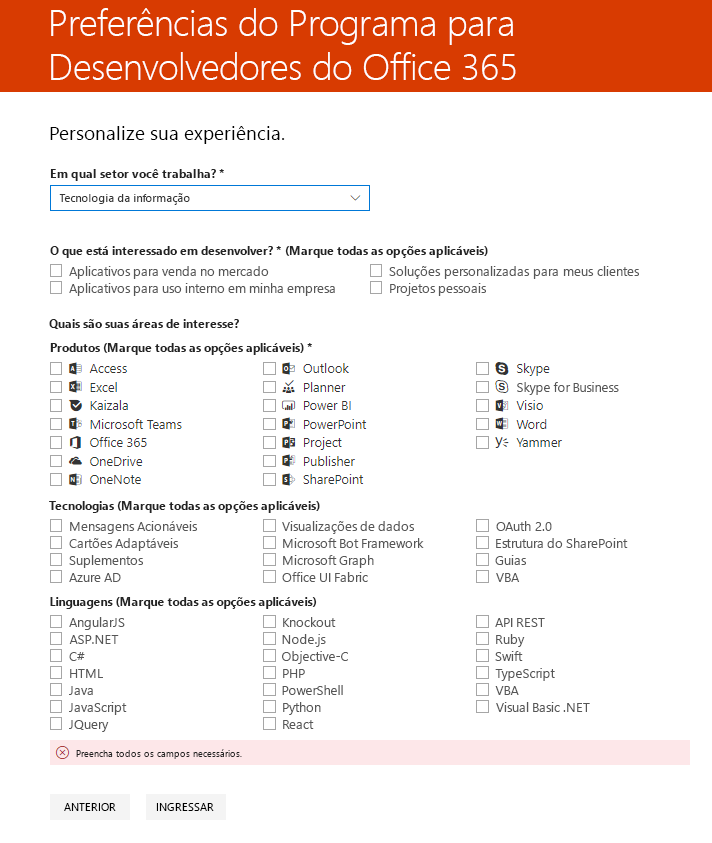 Preferências do Programa para
Desenvolvedores do Office 365
Personalize sua experiência.
Em qual setor você trabalha? *
Tecnologia da informação
O que está interessado em desenvolver? * (Marque todas as opções aplicáveis)
Aplicativos para venda no mercado Soluções personalizadas para meus clientes
Aplicativos para uso interno em minha empresa Projetos pessoais
Quais são suas áreas de interesse?
Produtos (Marque todas as opções aplicáveis) *
Access Outlook Skype
Excel Planner Skype for Business
Kaizala Power BI Visio
Microsoft Teams PowerPoint Word
Office 365 Project Yammer
OneDrive Publisher
OneNote SharePoint
Tecnologias (Marque todas as opções aplicáveis)
Mensagens Acionáveis Visualizações de dados OAuth 2.0
Cartões Adaptáveis Microsoft Bot Framework Estrutura do SharePoint
Suplementos Microsoft Graph Guias
Azure AD Office UI Fabric VBA
Linguagens (Marque todas as opções aplicáveis)
AngularJS Knockout API REST
ASP.NET Node.js Ruby
C# Objective-C Swift
HTML PHP TypeScript
Java PowerShell VBA
JavaScript Python Visual Basic .NET
JQuery React
Preencha todos os campos necessários.
ANTERIOR INGRESSAR